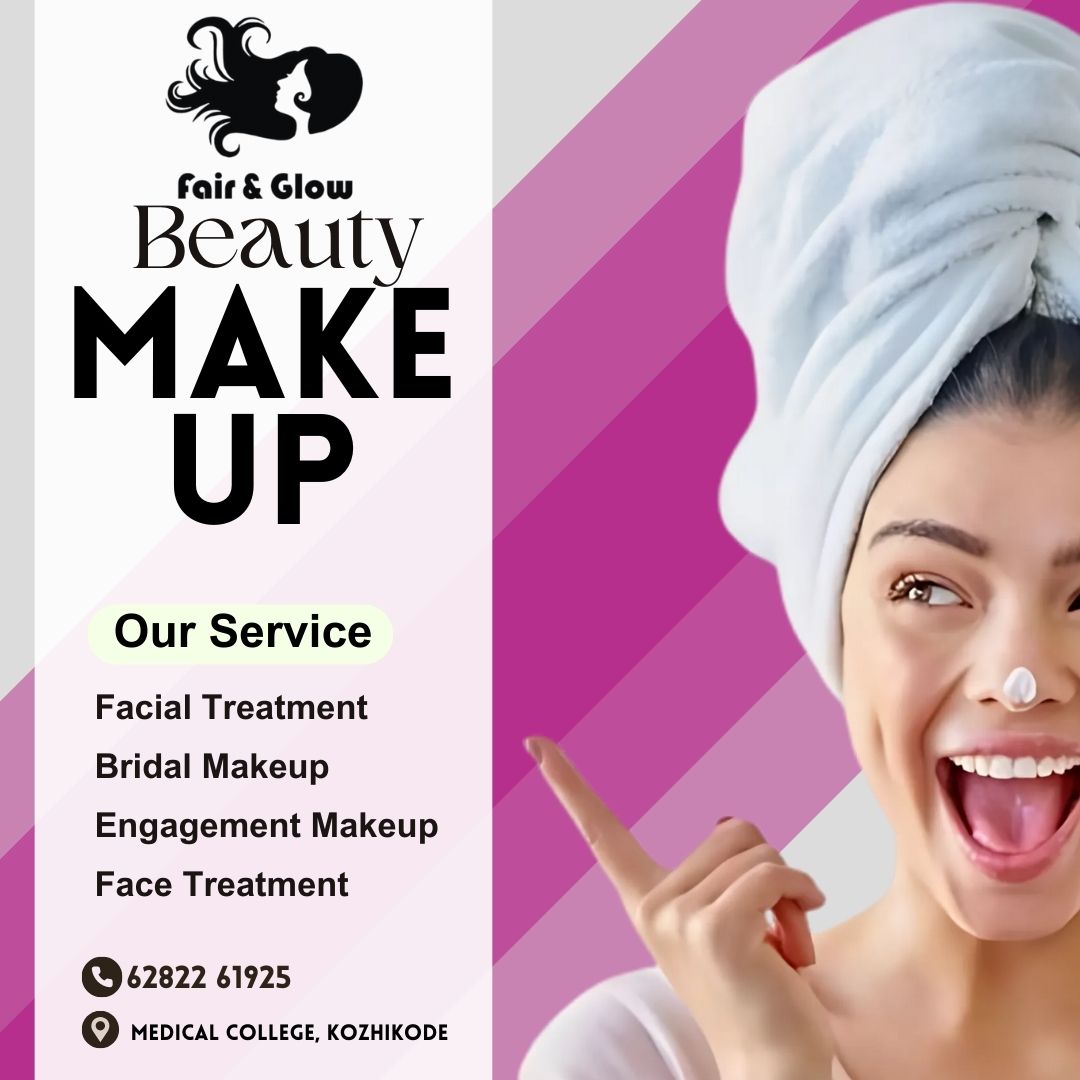 Fair & Glow
Beauty
MAKE
UP
Our Service
Facial Treatment
Bridal Makeup
Engagement Makeup
Face Treatment
62822 61925
MEDICAL COLLEGE, KOZHIKODE